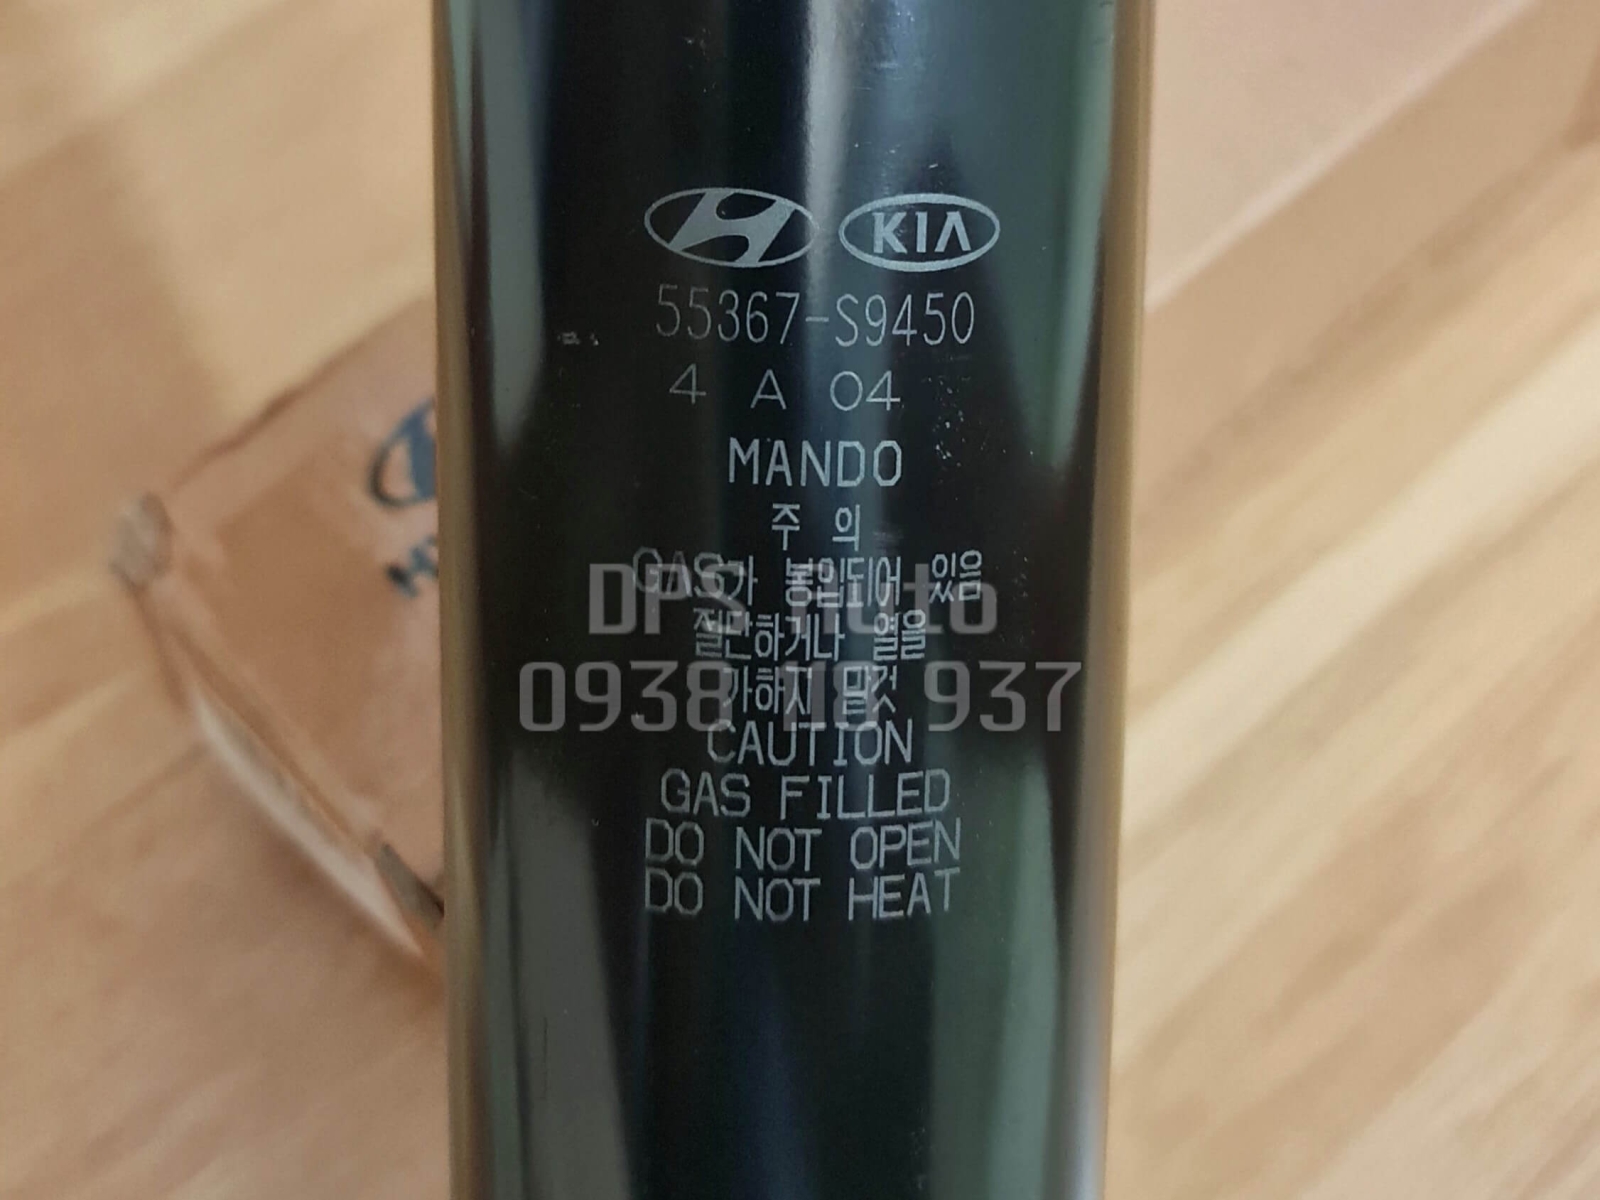 KIA
55367-S9450
4 A 04
MANDO
주 의
GAS가 봉입되어 있음
절단하거나 열을
가하지 말것
CAUTION
GAS FILLED
DO NOT OPEN
DO NOT HEAT
DPS Auto
0938 118 937